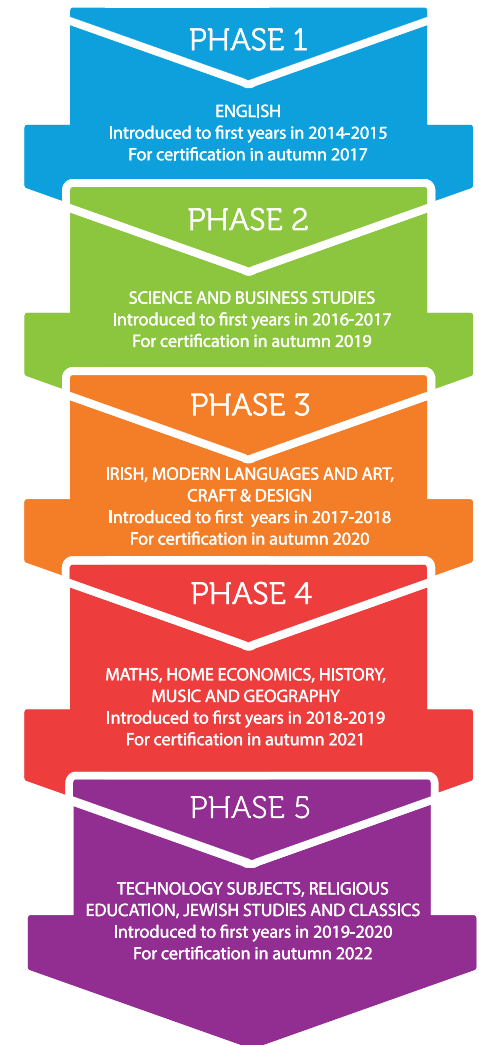 PHASE 1
ENGLISH
Introduced to first years in 2014-2015
For certification in autumn 2017
PHASE 2
SCIENCE AND BUSINESS STUDIES
Introduced to first years in 2016-2017
For certification in autumn 2019
PHASE 3
IRISH, MODERN LANGUAGES AND ART,
CRAFT & DESIGN
Introduced to first years in 2017-2018
For certification in autumn 2020
PHASE 4
MATHS, HOME ECONOMICS, HISTORY,
MUSIC AND GEOGRAPHY
Introduced to first years in 2018-2019
For certification in autumn 2021
PHASE 5
TECHNOLOGY SUBJECTS, RELIGIOUS
EDUCATION, JEWISH STUDIES AND CLASSICS
Introduced to first years in 2019-2020
For certification in autumn 2022